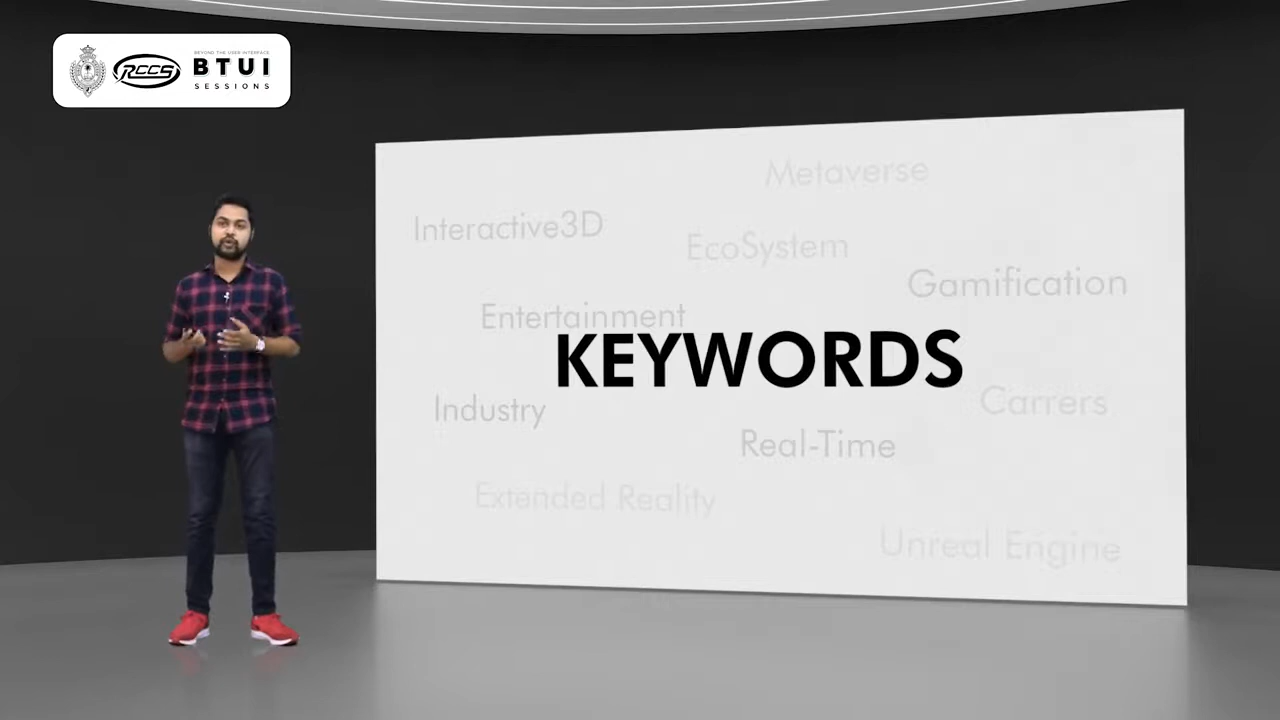 RCCS
BEYOND THE USER INTERFACE
BTUI
SESSIONS
Metaverse
Interactive3D
EcoSystem
Gamification
Entertainment
KEYWORDS
Carrers
Industry
Real-Time
Extended Reality
Unreal Engine